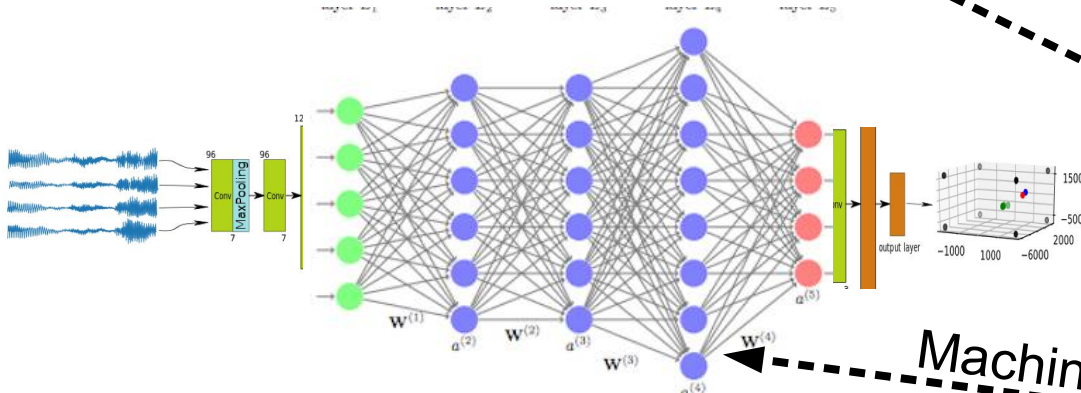 12
96
96
Conv
MaxPooling
Conv
7
7
W(1)
a(2)
W(2)
a(3)
W(3)
a(4)
W(4)
a(5)
output layer
1500
−500
−1000
1000
−6000
2000
Machin